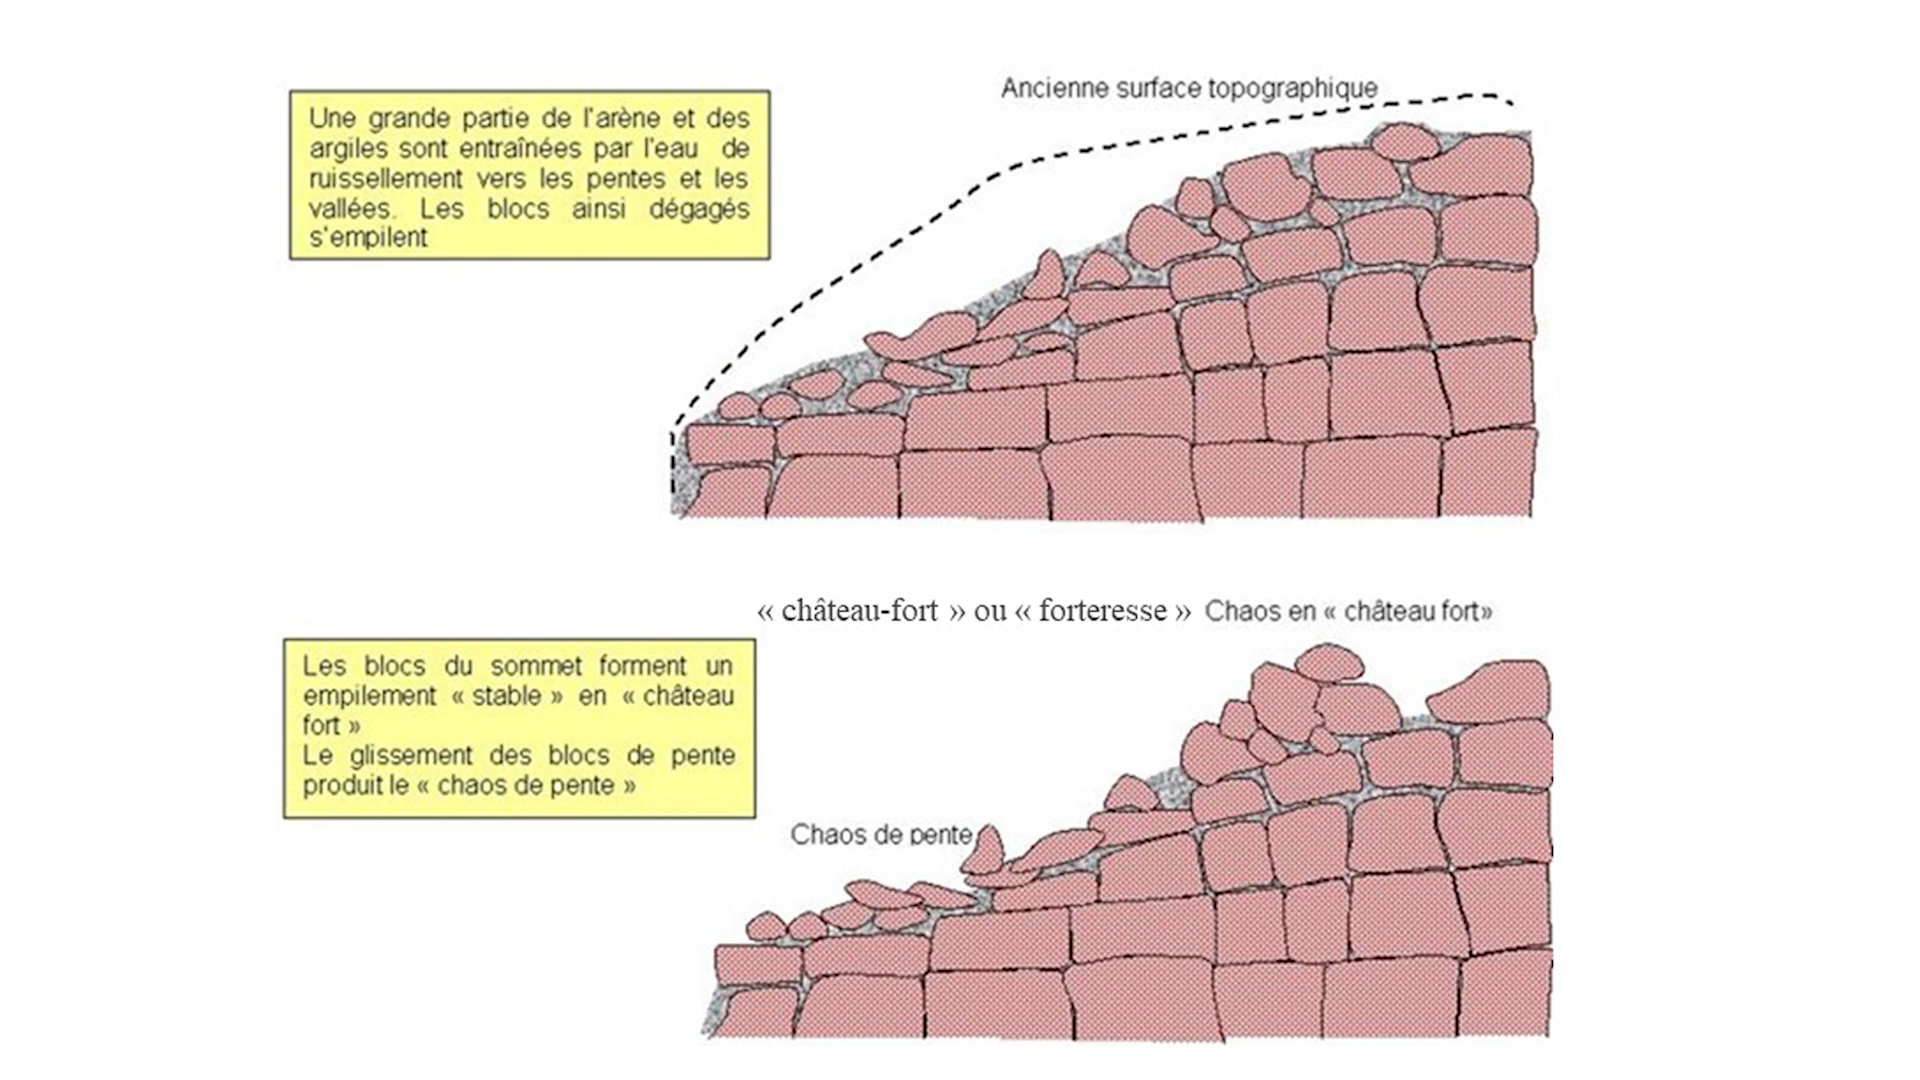 Ancienne surface topographique
Une grande partie de l'arène et des
argiles sont entraînées par l'eau de
ruissellement vers les pentes et les
vallées. Les blocs ainsi dégagés
s'empilent
« château-fort » ou « forteresse » Chaos en « château fort»
Les blocs du sommet forment un
empilement « stable » en « château
fort »
Le glissement des blocs de pente
produit le « chaos de pente »
Chaos de pente